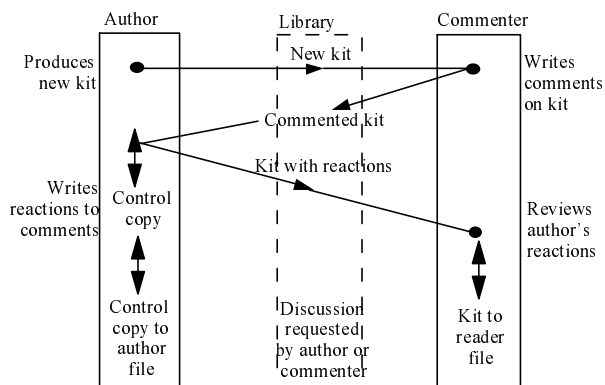 Author
Library
Commenter
Produces
new kit
New kit
Writes
comments
on kit
Commented kit
Kit with reactions
Writes
reactions to
comments
Control
copy
Reviews
author's
reactions
Control
copy to
author
file
Discussion
requested
by author or
commenter
Kit to
reader
file